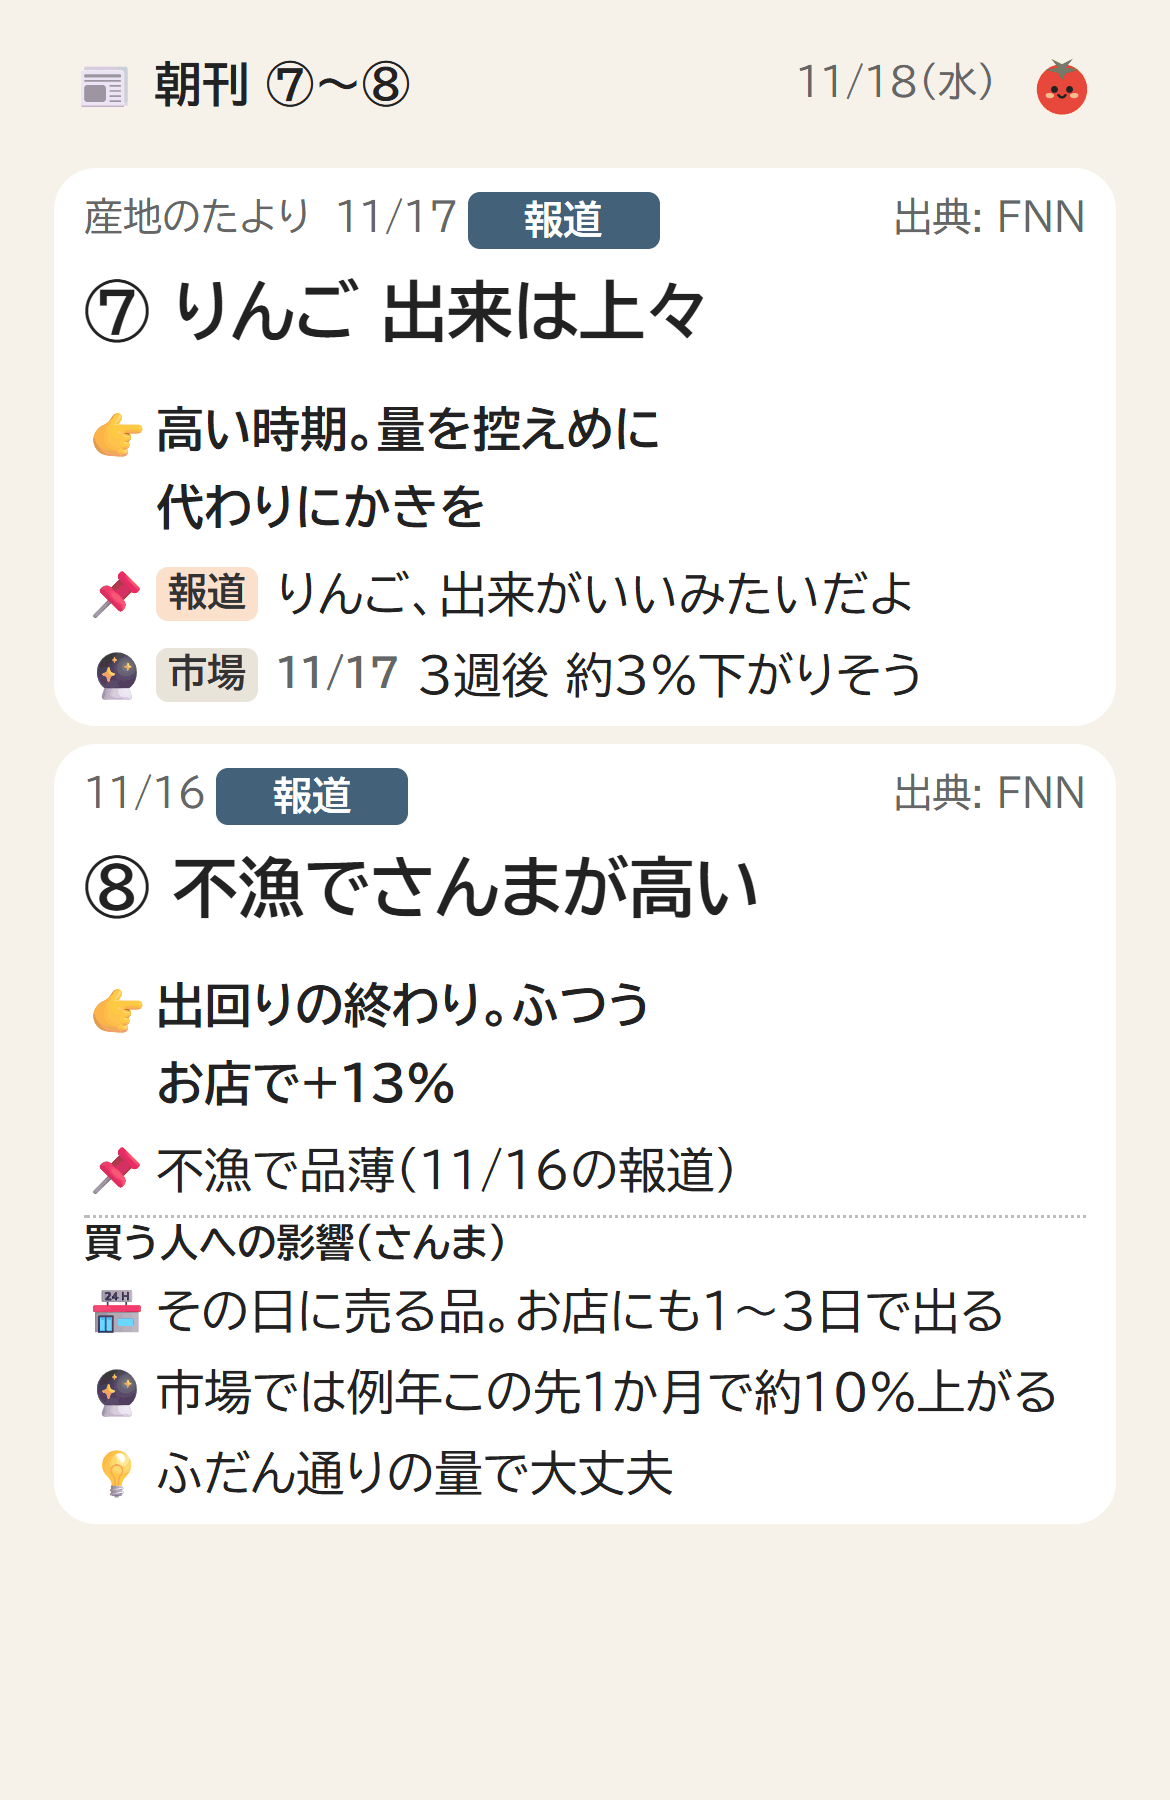 朝刊 ⑦〜⑧
11/18(水)
産地のたより 11/17 報道 出典: FNN
⑦ りんご 出来は上々
高い時期。量を控えめに
代わりにかきを
報道 りんご、出来がいいみたいだよ
市場 11/17 3週後 約3%下がりそう
11/16 報道 出典: FNN
⑧ 不漁でさんまが高い
出回りの終わり。ふつう
お店で+13%
不漁で品薄(11/16の報道)
買う人への影響(さんま)
24H
その日に売る品。お店にも1〜3日で出る
市場では例年この先1か月で約10%上がる
ふだん通りの量で大丈夫